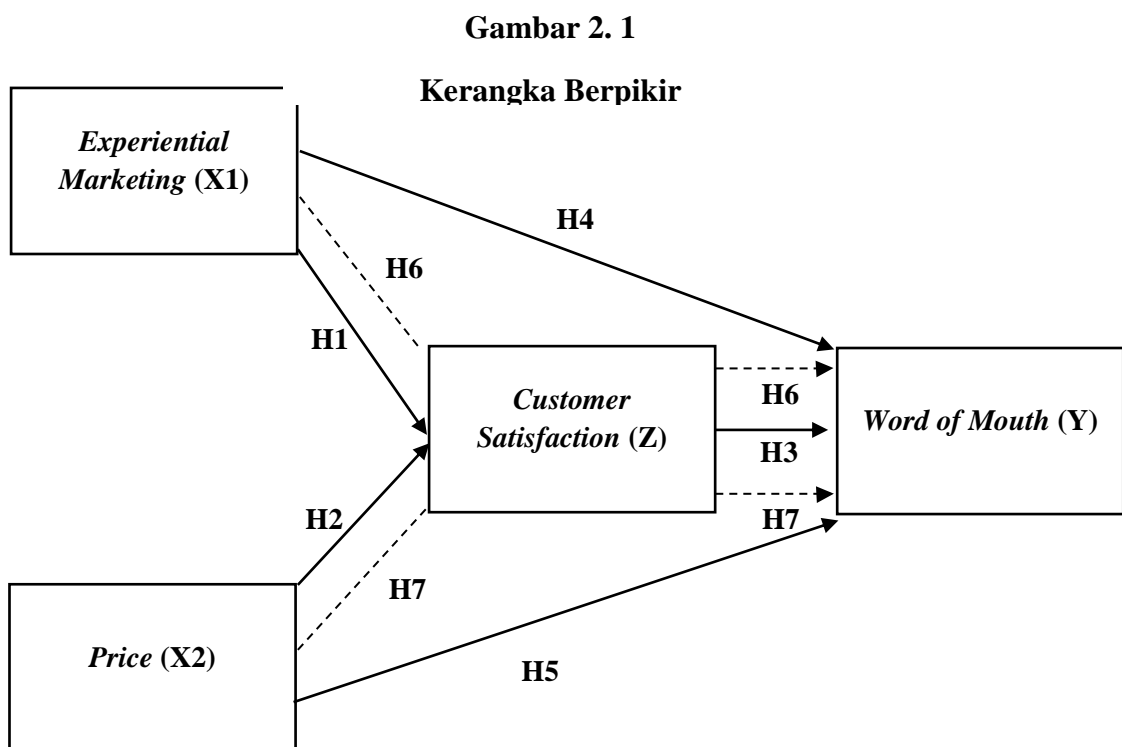 Gambar 2. 1
Kerangka Berpikir
Experiential
Marketing (X1)
H4
H6
H1
Customer
Satisfaction (Z)
H6
H3
H7
Word of Mouth (Y)
H2
H7
Price (X2)
H5